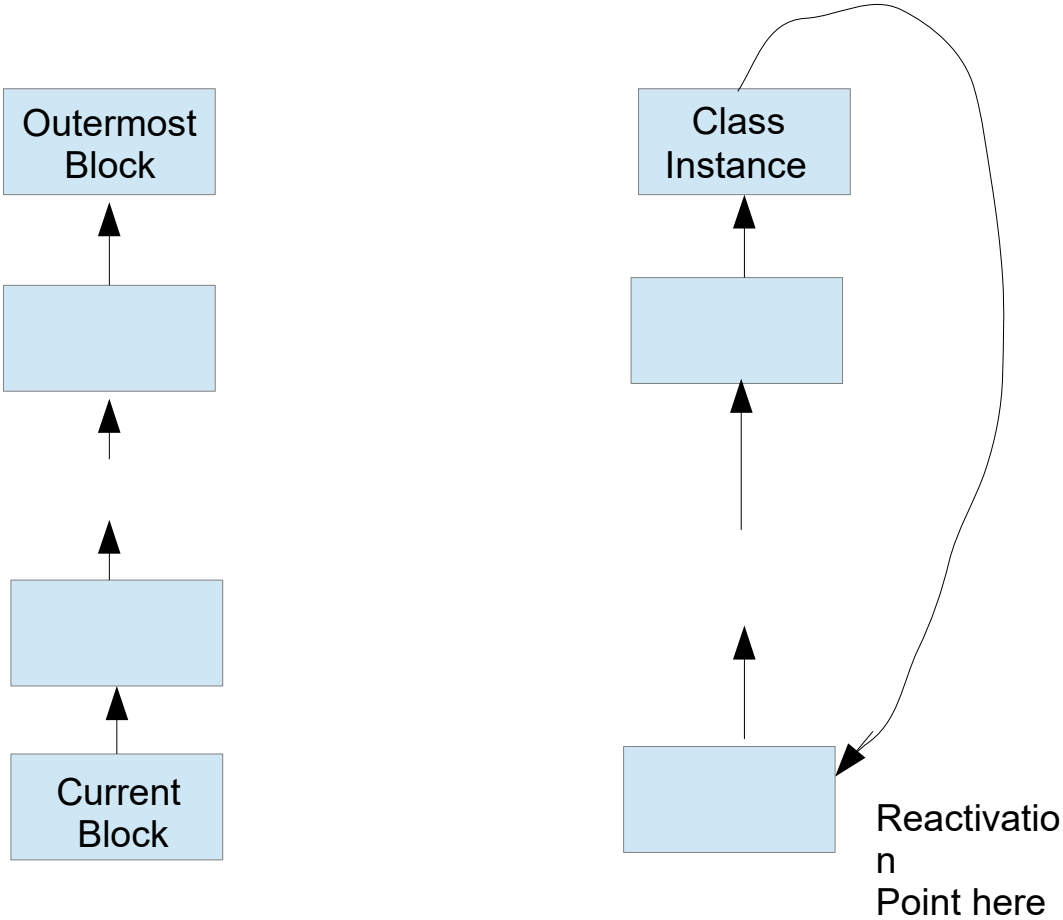 Outermost
Block
Class
Instance
Current
Block
Reactivatio
n
Point here